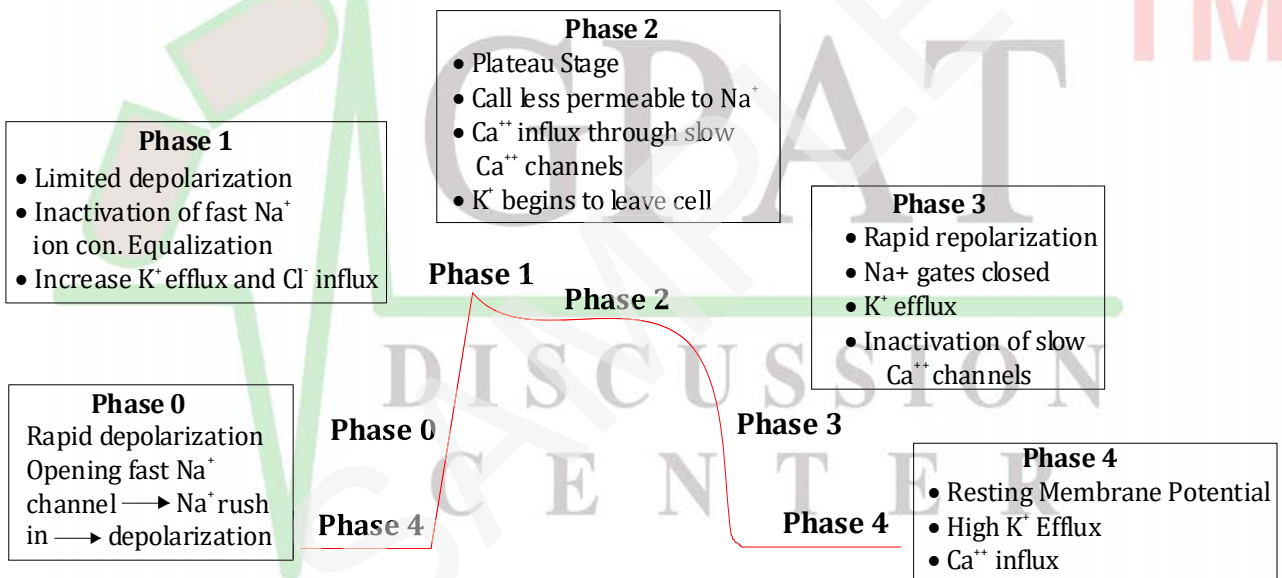 Phase 2
• Plateau Stage
• Call less permeable to Na⁺
• Ca⁺⁺ influx through slow
Ca⁺⁺ channels
• K⁺ begins to leave cell
Phase 1
• Limited depolarization
• Inactivation of fast Na⁺
ion con. Equalization
• Increase K⁺ efflux and Cl⁻ influx
Phase 3
• Rapid repolarization
• Na+ gates closed
• K⁺ efflux
• Inactivation of slow
Ca⁺⁺ channels
Phase 0
Rapid depolarization
Opening fast Na⁺
channel → Na⁺ rush
in → depolarization
Phase 4
• Resting Membrane Potential
• High K⁺ Efflux
• Ca⁺⁺ influx
Phase 1
Phase 2
Phase 0
Phase 3
Phase 4
Phase 4
GPAT
DISCUSSION
CENTER
TM
SAMPLE